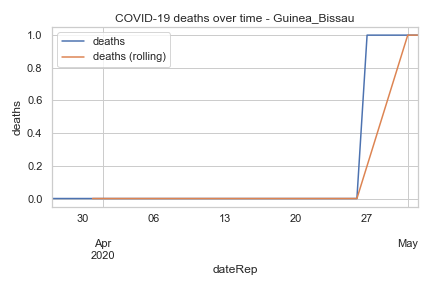 COVID-19 deaths over time - Guinea_Bissau
deaths
deaths (rolling)
1.0
0.8
0.6
0.4
0.2
0.0
deaths
30 06 13 20 27
Apr May
2020
dateRep